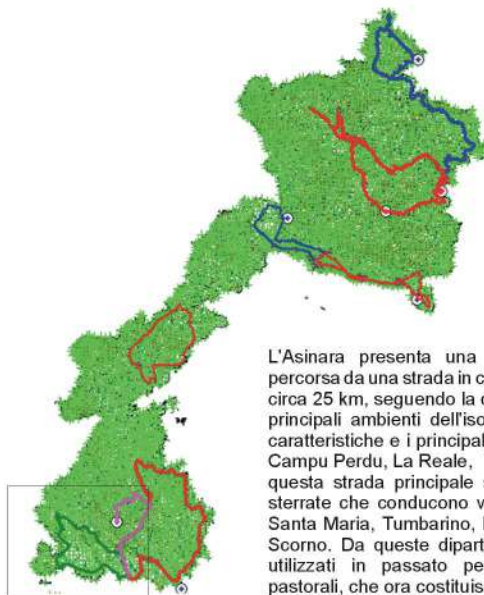 L'Asinara presenta una
percorsa da una strada in c
circa 25 km, seguendo la c
principali ambienti dell'iso
caratteristiche e i principal
Campu Perdu, La Reale,
questa strada principale s
sterrate che conducono v
Santa Maria, Tumbarino,
Scorno. Da queste dipart
utilizzati in passato pe
pastorali, che ora costituis